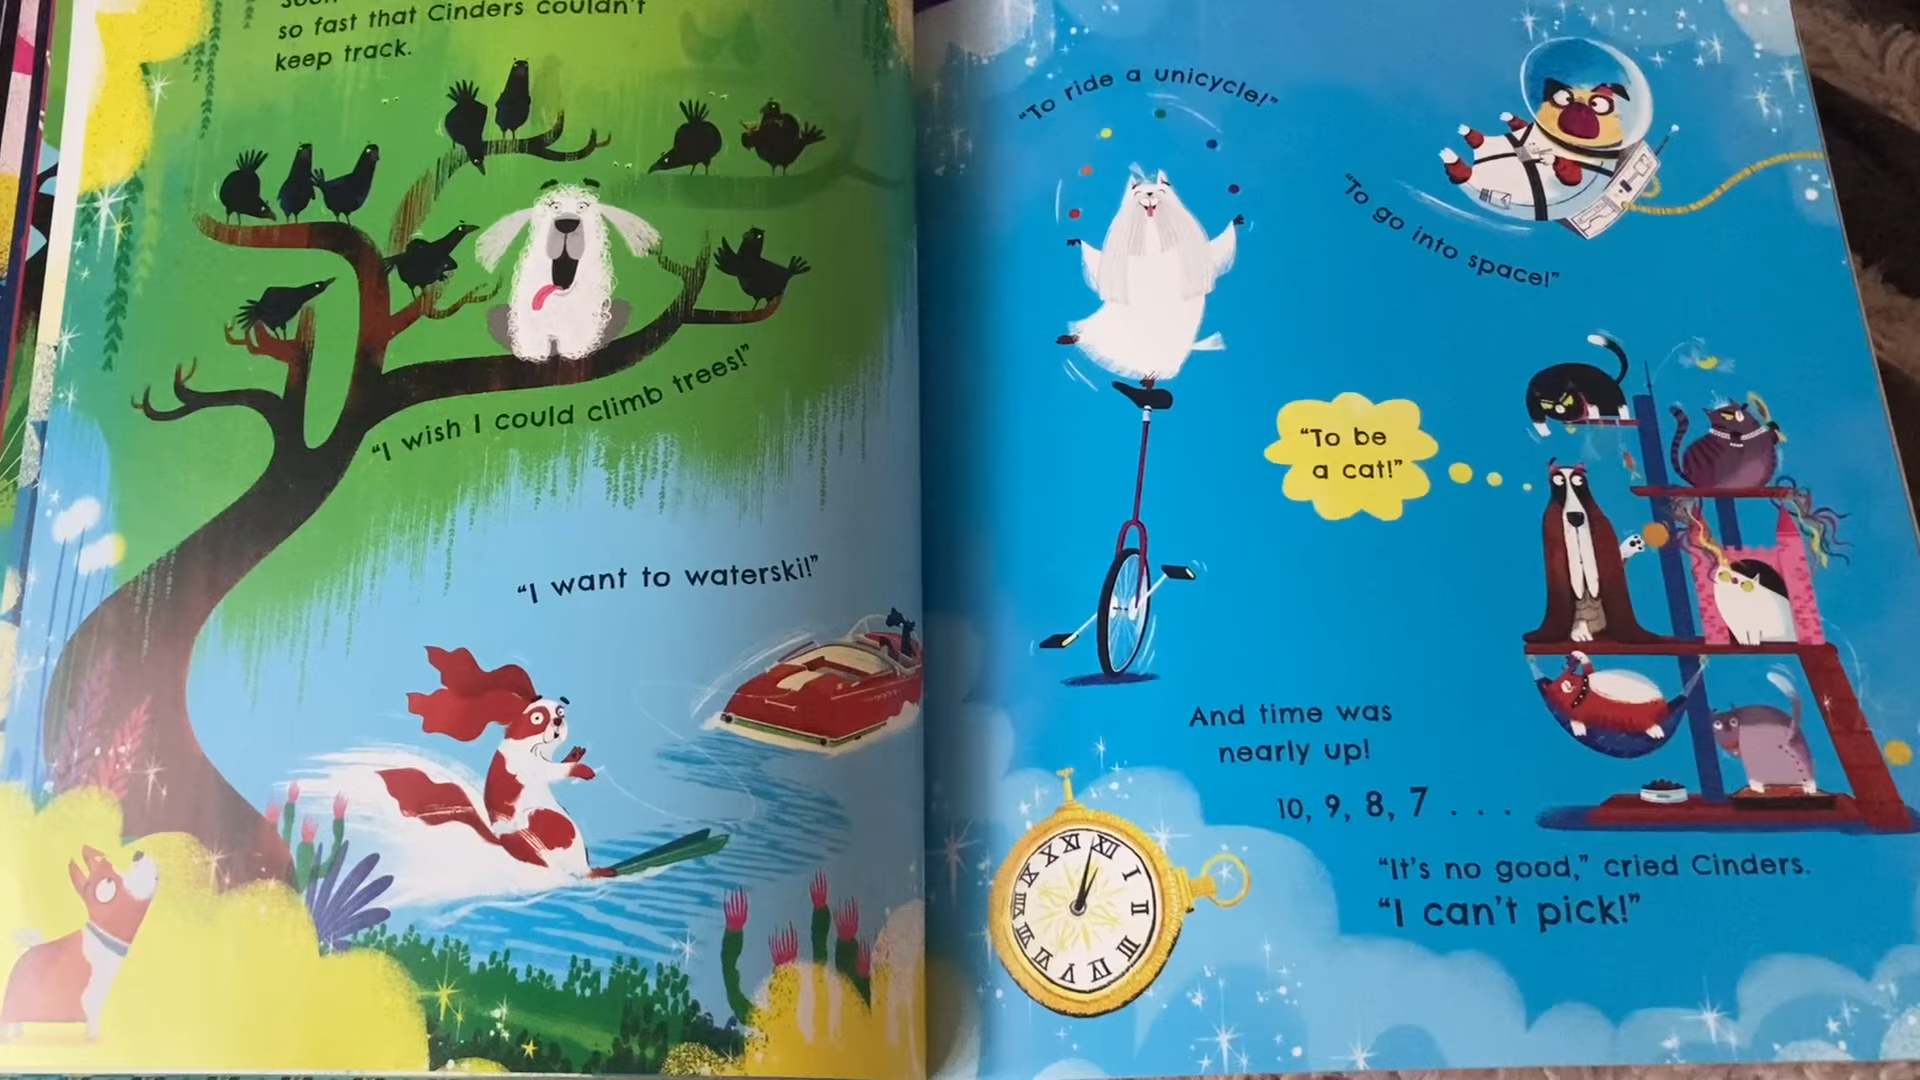 so fast that Cinders couldn't
keep track.
"I wish I could climb trees!"
"I want to waterski!"
"To ride a unicycle!"
"To go into space!"
"To be
a cat!"
And time was
nearly up!
10, 9, 8, 7 . . .
"It's no good," cried Cinders.
"I can't pick!"